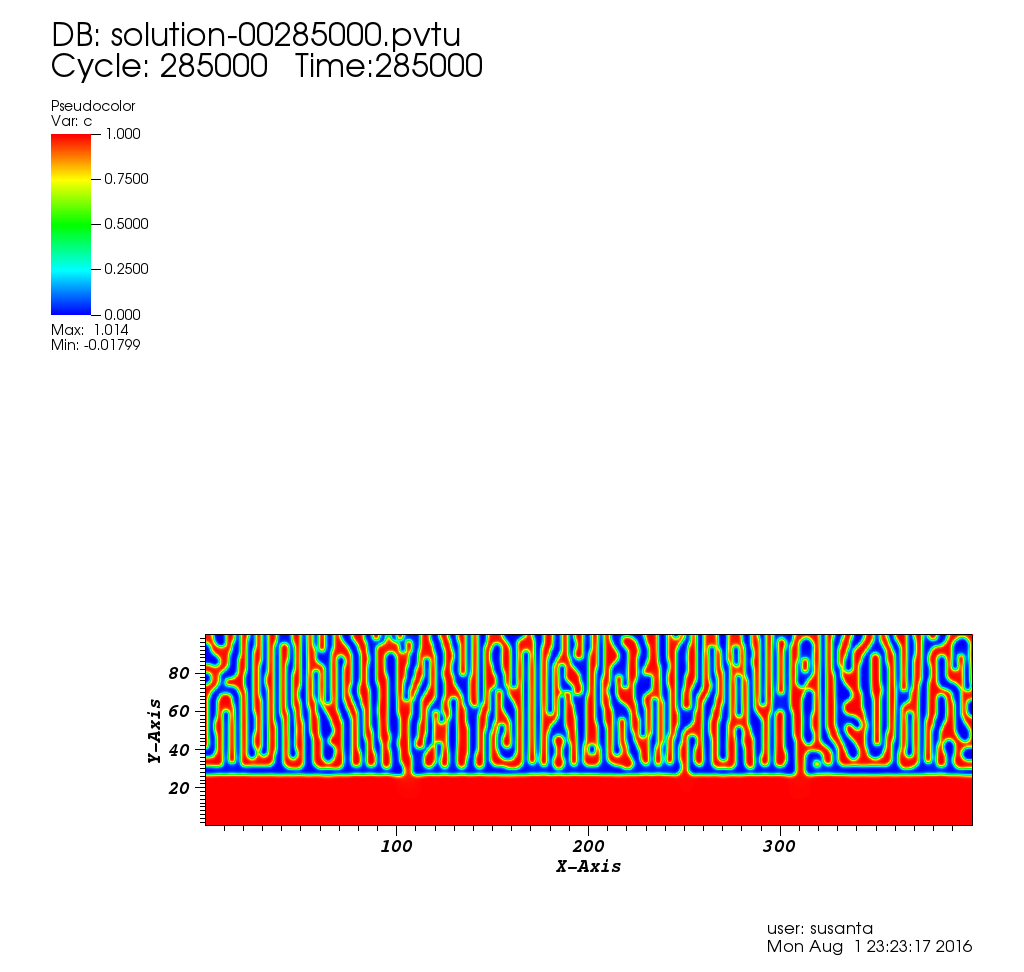 DB: solution-00285000.pvtu
Cycle: 285000 Time:285000
Pseudocolor
Var: c
1.000
0.7500
0.5000
0.2500
0.000
Max: 1.014
Min: -0.01799
80
60
40
20
Y-Axis
100 200 300
X-Axis
user: susanta
Mon Aug 1 23:23:17 2016